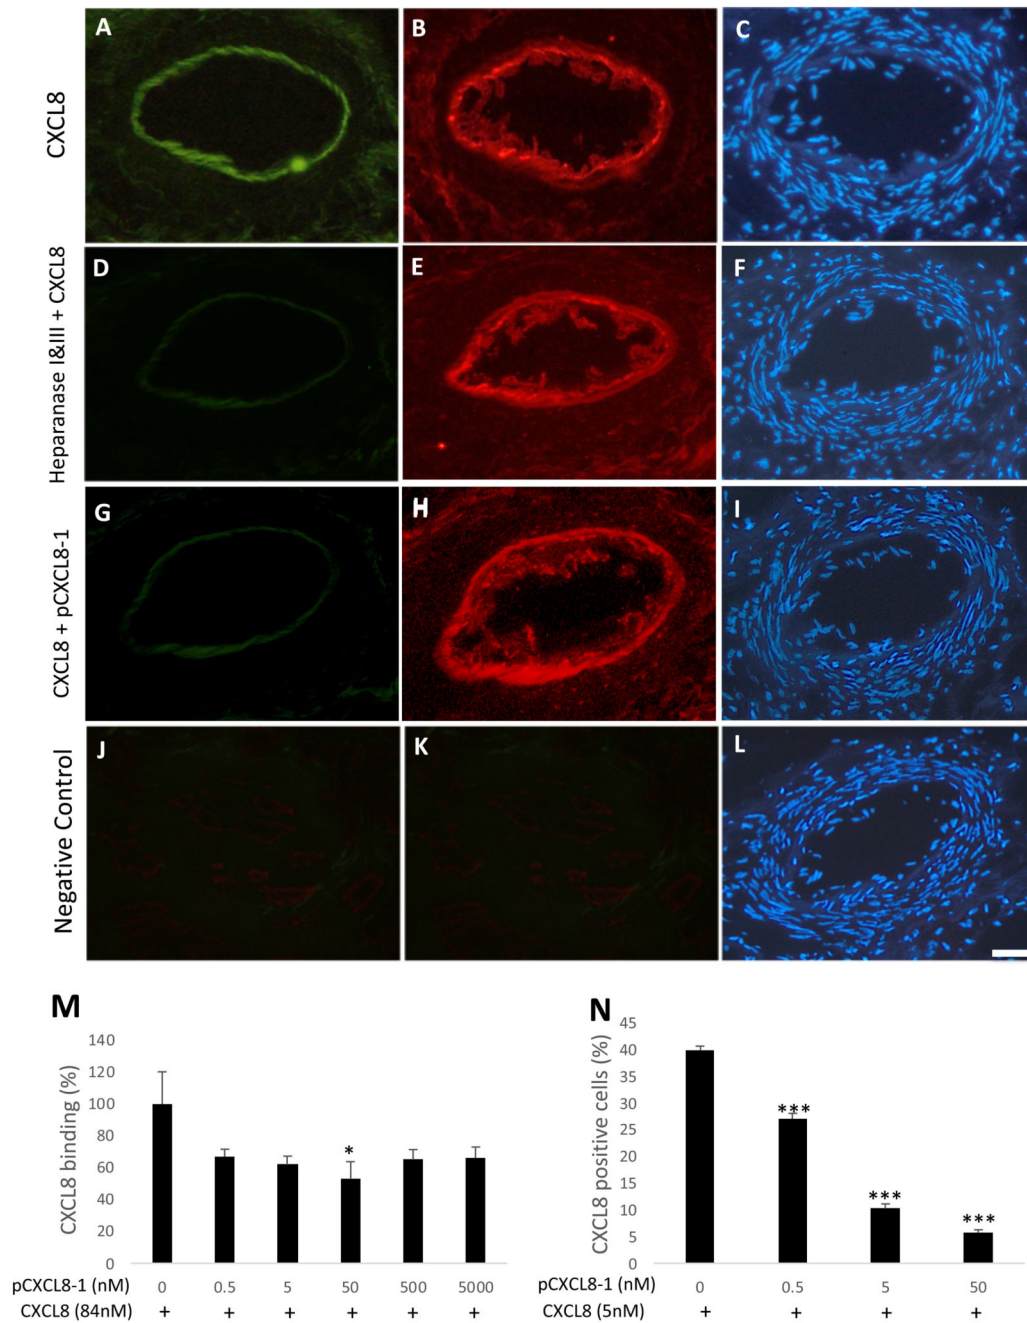 A B C
CXCL8
D E F
Heparanase I&III + CXCL8
G H I
CXCL8 + pCXCL8-1
J K L
Negative Control
M
CXCL8 binding (%)
140
120
100
80
60
40
20
0
*
pCXCL8-1 (nM) 0 0.5 5 50 500 5000
CXCL8 (84nM) + + + + + +
N
CXCL8 positive cells (%)
45
40
35
30
25
20
15
10
5
0
***
***
***
pCXCL8-1 (nM) 0 0.5 5 50
CXCL8 (5nM) + + + +